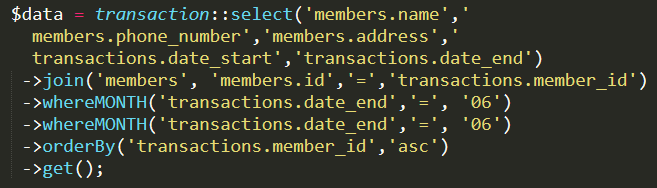 $data = transaction::select('members.name','
members.phone_number','members.address','
transactions.date_start','transactions.date_end')
->join('members', 'members.id','=','transactions.member_id')
->whereMONTH('transactions.date_end','=', '06')
->whereMONTH('transactions.date_end','=', '06')
->orderBy('transactions.member_id','asc')
->get();